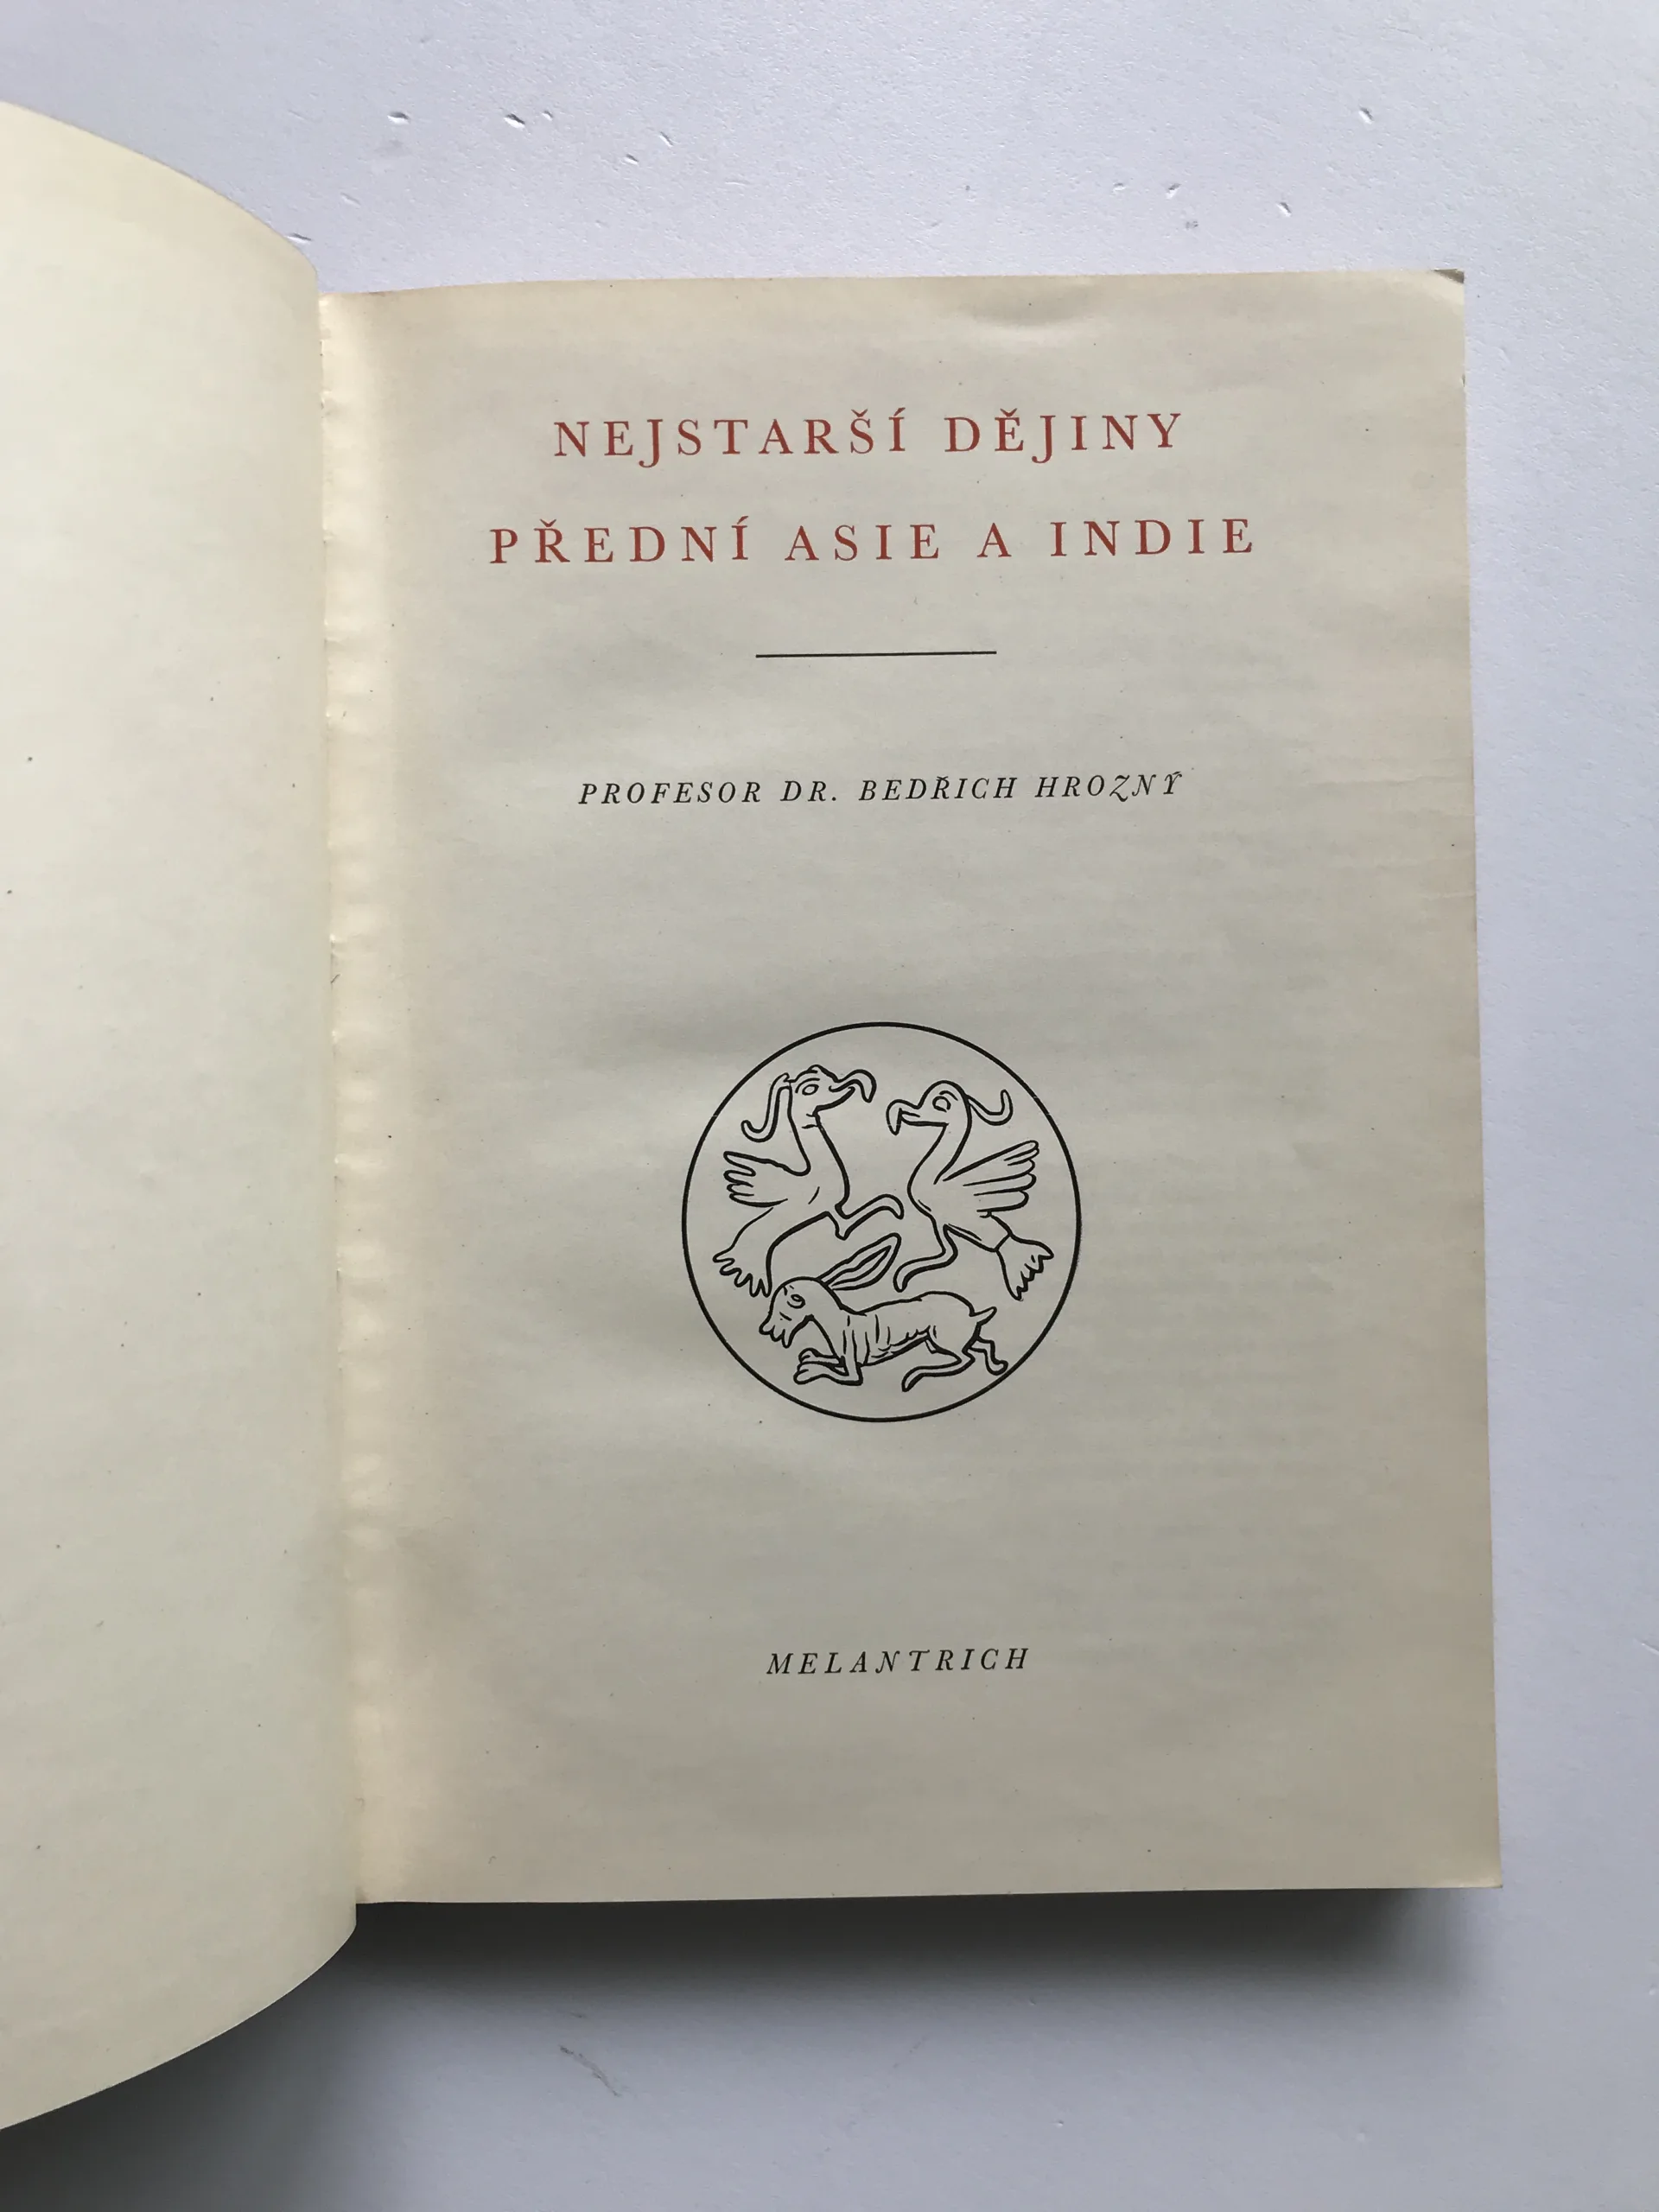 NEJSTARŠÍ DĚJINY
PŘEDNÍ ASIE A INDIE
PROFESOR DR. BEDŘICH HROZNÝ
MELANTRICH